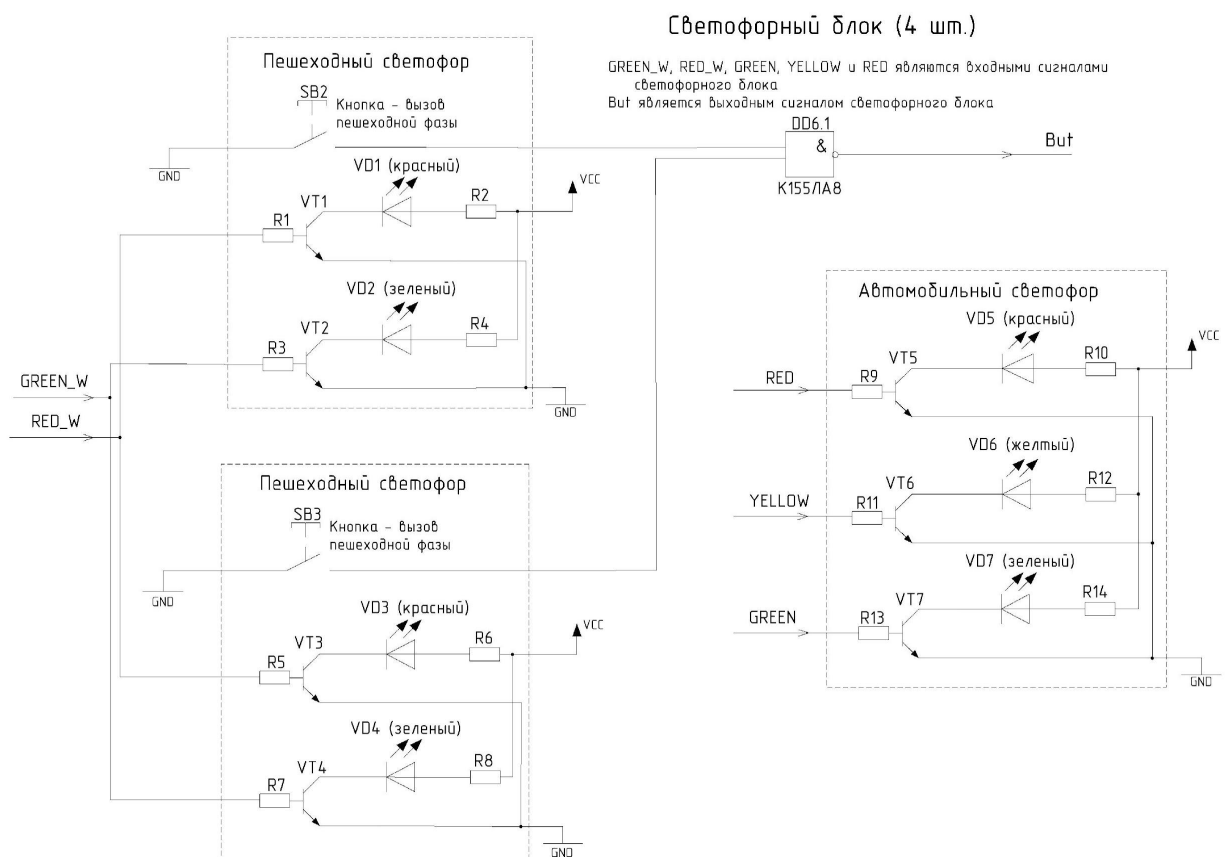 Светофорный блок (4 шт.)
GREEN_W, RED_W, GREEN, YELLOW и RED являются входными сигналами
светофорного блока
But является выходным сигналом светофорного блока
Пешеходный светофор
SB2
Кнопка - вызов
пешеходной фазы
GND
DD6.1
&
К155ЛА8
But
VD1 (красный)
VCC
VT1
R2
R1
VD2 (зеленый)
VT2
R4
R3
GND
GREEN_W
RED_W
Автомобильный светофор
VD5 (красный)
VCC
VT5
R10
RED
R9
VD6 (желтый)
VT6
R12
YELLOW
R11
VD7 (зеленый)
VT7
R14
GREEN
R13
GND
Пешеходный светофор
SB3
Кнопка - вызов
пешеходной фазы
GND
VD3 (красный)
VCC
VT3
R6
R5
VD4 (зеленый)
VT4
R8
R7
GND